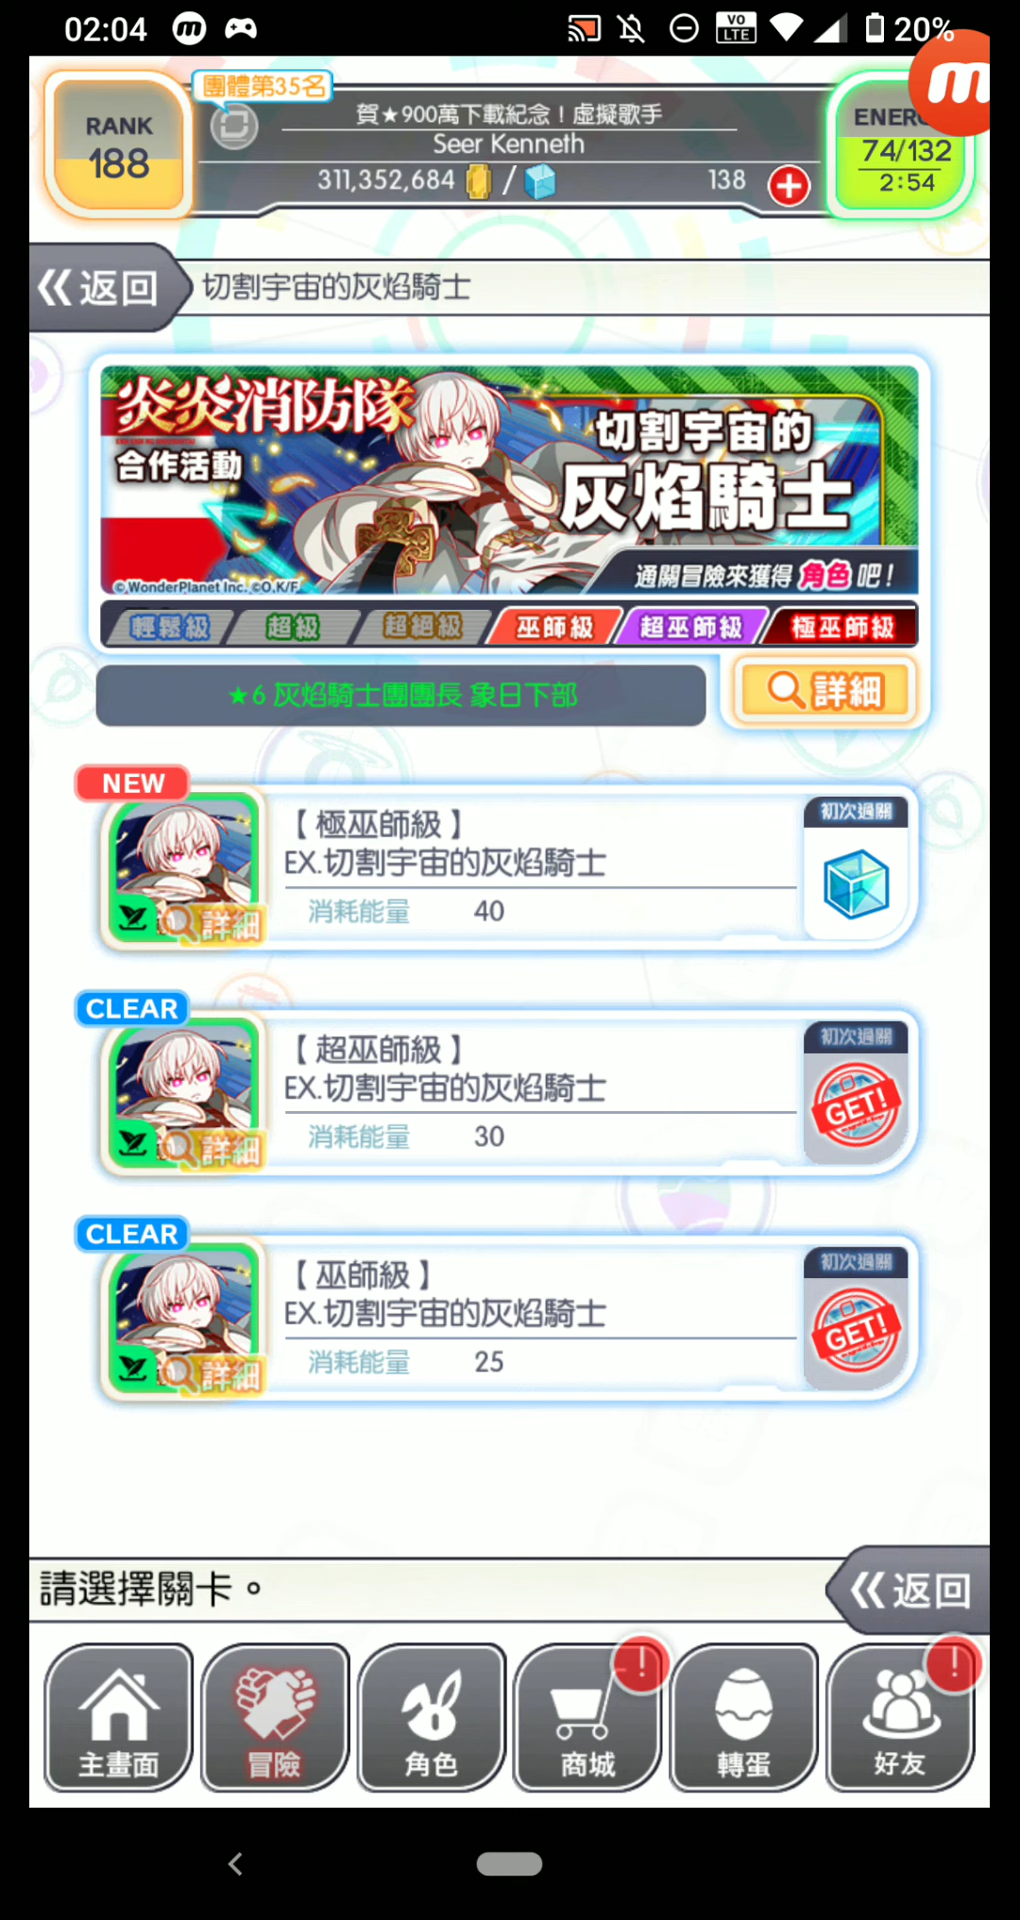 02:04
VO LTE
20%
團體第35名
RANK
188
賀★900萬下載紀念！虛擬歌手
Seer Kenneth
311,352,684 / 138
ENER
74/132
2:54
返回
切割宇宙的灰焰騎士
炎炎消防隊
合作活動
切割宇宙的
灰焰騎士
通關冒險來獲得 角色 吧！
©WonderPlanet Inc. ©O.K/F
輕鬆級 超級 超絕級 巫師級 超巫師級 極巫師級
★6 灰焰騎士團團長 象日下部
詳細
NEW
【極巫師級】
EX.切割宇宙的灰焰騎士
消耗能量 40
詳細
初次過關
CLEAR
【超巫師級】
EX.切割宇宙的灰焰騎士
消耗能量 30
詳細
初次過關
GET!
CLEAR
【巫師級】
EX.切割宇宙的灰焰騎士
消耗能量 25
詳細
初次過關
GET!
請選擇關卡。
返回
主畫面 冒險 角色 商城 轉蛋 好友